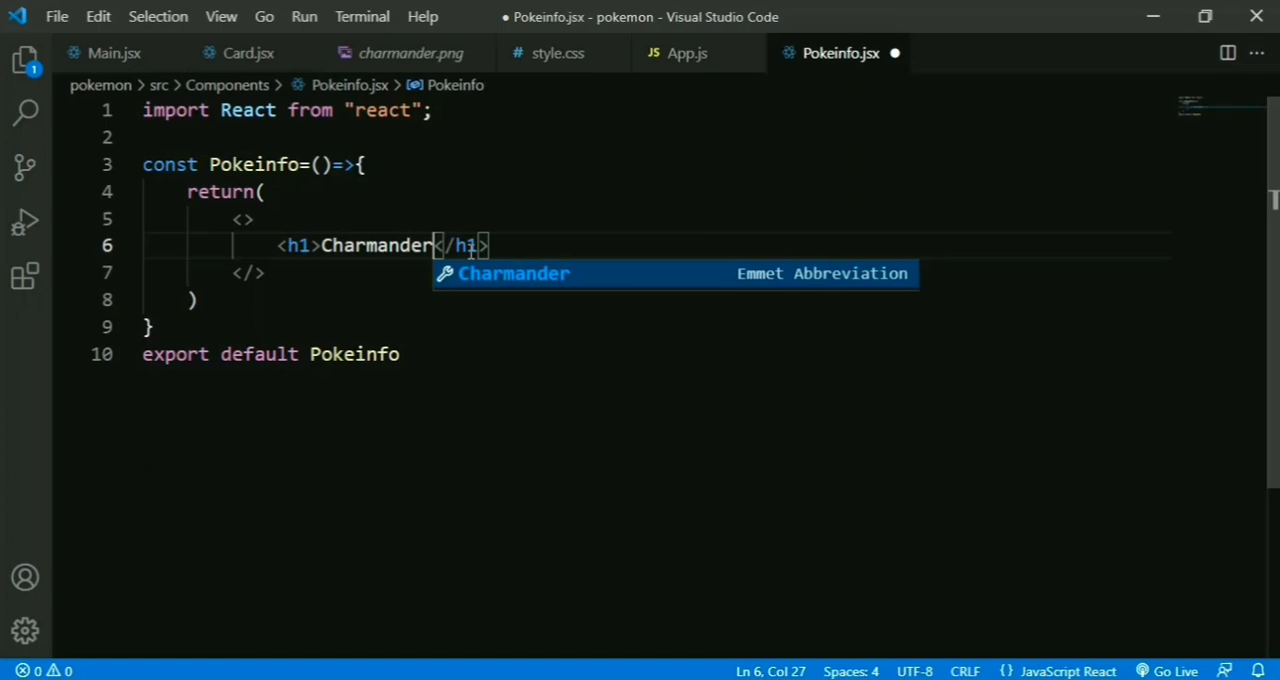 File Edit Selection View Go Run Terminal Help ● Pokeinfo.jsx - pokemon - Visual Studio Code
Main.jsx Card.jsx charmander.png # style.css JS App.js Pokeinfo.jsx ●
1
pokemon > src > Components > Pokeinfo.jsx > Pokeinfo
1 import React from "react";
2
3 const Pokeinfo=()=>{
4 return(
5 <>
6 <h1>Charmander</h1>
7 </>
Charmander Emmet Abbreviation
8 )
9 }
10 export default Pokeinfo
0 0 Ln 6, Col 27 Spaces: 4 UTF-8 CRLF {} JavaScript React Go Live